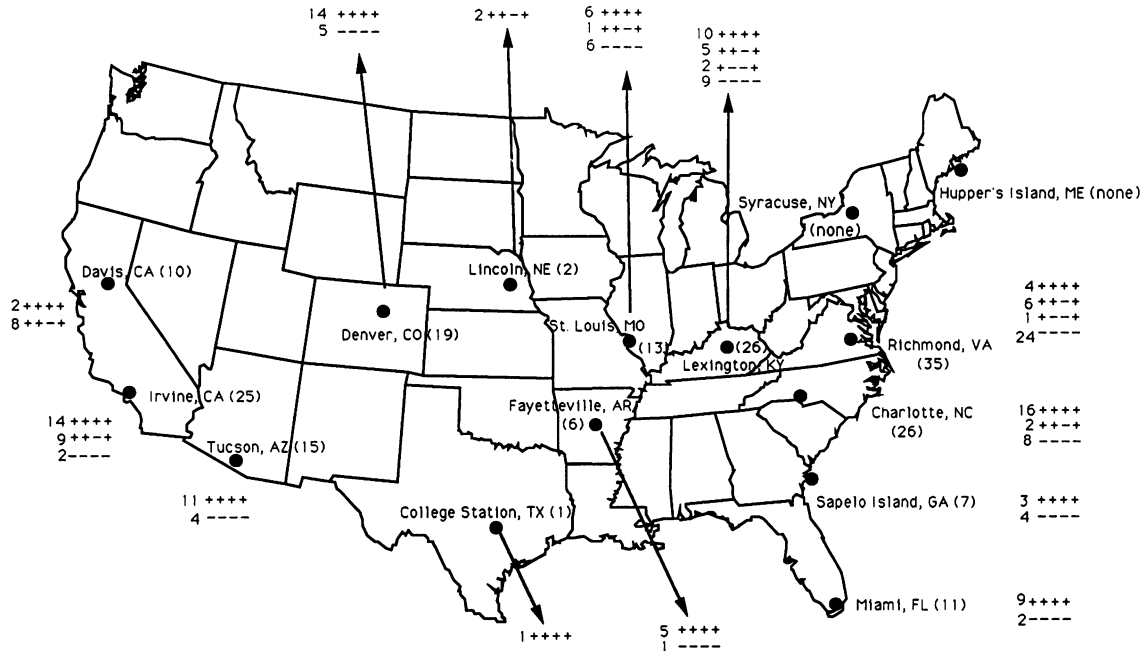 14 ++++
5 ----
2 ++-+
6 ++++
1 ++-+
6 ----
10 ++++
5 ++-+
2 +--+
9 ----
Hupper's Island, ME (none)
Syracuse, NY
(none)
Davis, CA (10)
2 ++++
8 ++-+
Lincoln, NE (2)
Denver, CO (19)
St. Louis, MO
(13)
(26)
Lexington, KY
4 ++++
6 ++-+
1 +--+
24 ----
Richmond, VA
(35)
Irvine, CA (25)
14 ++++
9 ++-+
2 ----
Fayetteville, AR
(6)
Charlotte, NC
(26)
16 ++++
2 ++-+
8 ----
Tucson, AZ (15)
11 ++++
4 ----
College Station, TX (1)
Sapelo Island, GA (7)
3 ++++
4 ----
Miami, FL (11)
9 ++++
2 ----
1 ++++
5 ++++
1 ----